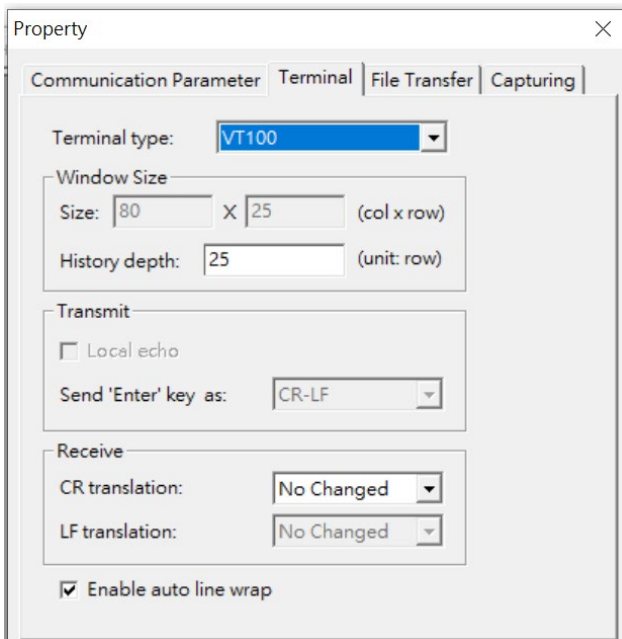 Property
Communication Parameter Terminal File Transfer Capturing
Terminal type: VT100
Window Size
Size: 80 X 25 (col x row)
History depth: 25 (unit: row)
Transmit
Local echo
Send 'Enter' key as: CR-LF
Receive
CR translation: No Changed
LF translation: No Changed
Enable auto line wrap